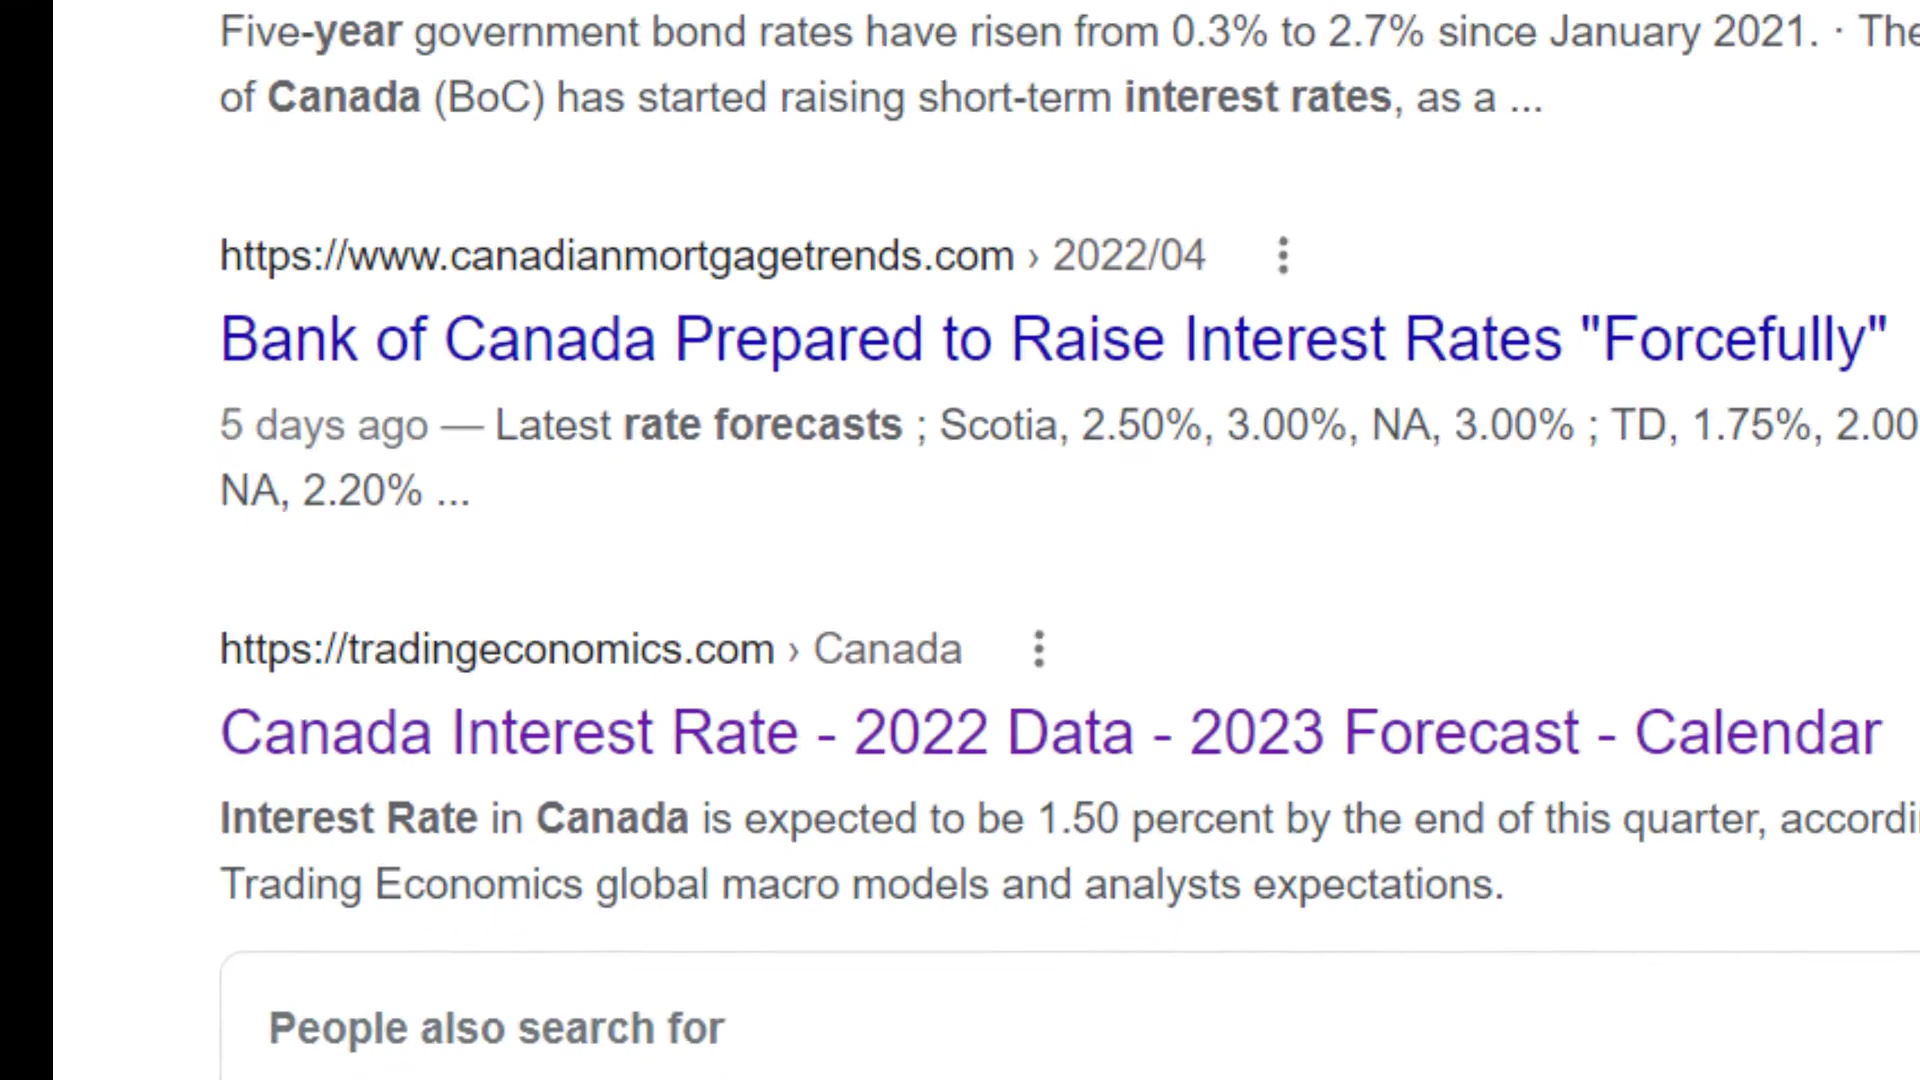 Five-year government bond rates have risen from 0.3% to 2.7% since January 2021. · The
of Canada (BoC) has started raising short-term interest rates, as a ...
https://www.canadianmortgagetrends.com › 2022/04
Bank of Canada Prepared to Raise Interest Rates "Forcefully"
5 days ago — Latest rate forecasts ; Scotia, 2.50%, 3.00%, NA, 3.00% ; TD, 1.75%, 2.00
NA, 2.20% ...
https://tradingeconomics.com › Canada
Canada Interest Rate - 2022 Data - 2023 Forecast - Calendar
Interest Rate in Canada is expected to be 1.50 percent by the end of this quarter, accordi
Trading Economics global macro models and analysts expectations.
People also search for